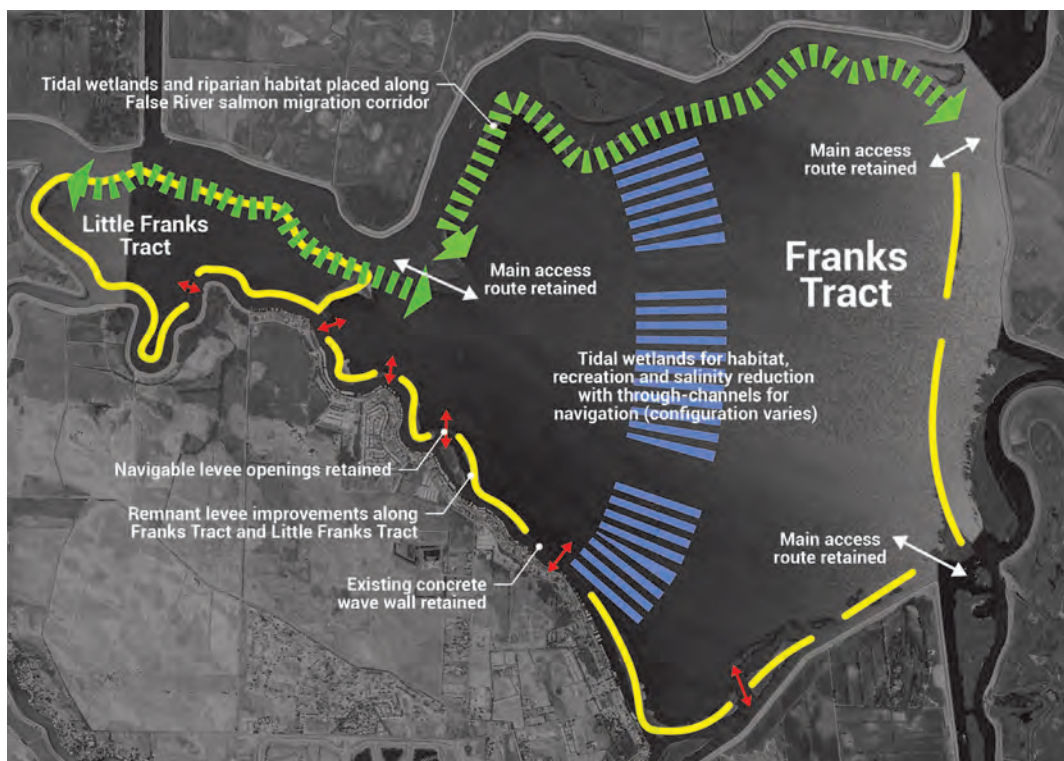 Tidal wetlands and riparian habitat placed along
False River salmon migration corridor
Main access
route retained
Little Franks
Tract
Main access
route retained
Franks
Tract
Tidal wetlands for habitat,
recreation and salinity reduction
with through-channels for
navigation (configuration varies)
Navigable levee openings retained
Remnant levee improvements along
Franks Tract and Little Franks Tract
Main access
route retained
Existing concrete
wave wall retained